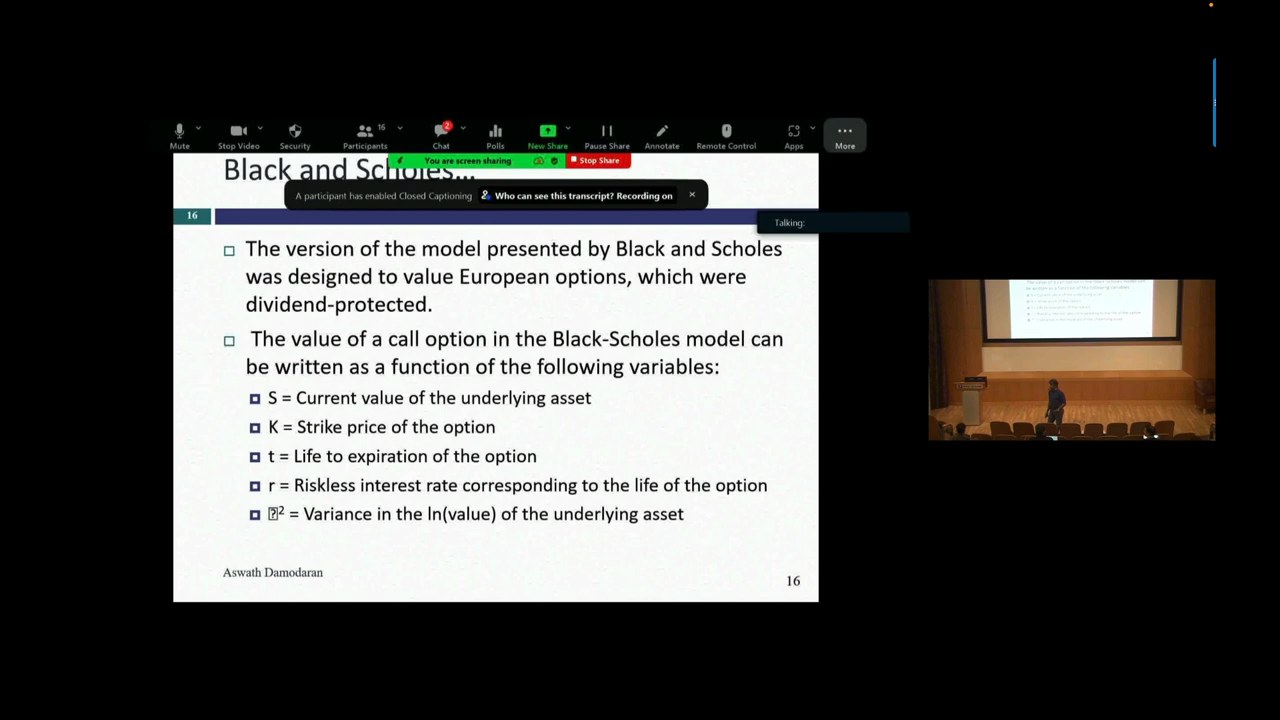 Mute
Stop Video
Security
16
Participants
2
Chat
Polls
New Share
Pause Share
Annotate
Remote Control
Apps
More
You are screen sharing
Stop Share
Black and Scholes...
A participant has enabled Closed Captioning
Who can see this transcript? Recording on
16
Talking:
□ The version of the model presented by Black and Scholes
was designed to value European options, which were
dividend-protected.
□ The value of a call option in the Black-Scholes model can
be written as a function of the following variables:
S = Current value of the underlying asset
K = Strike price of the option
t = Life to expiration of the option
r = Riskless interest rate corresponding to the life of the option
² = Variance in the ln(value) of the underlying asset
Aswath Damodaran
16